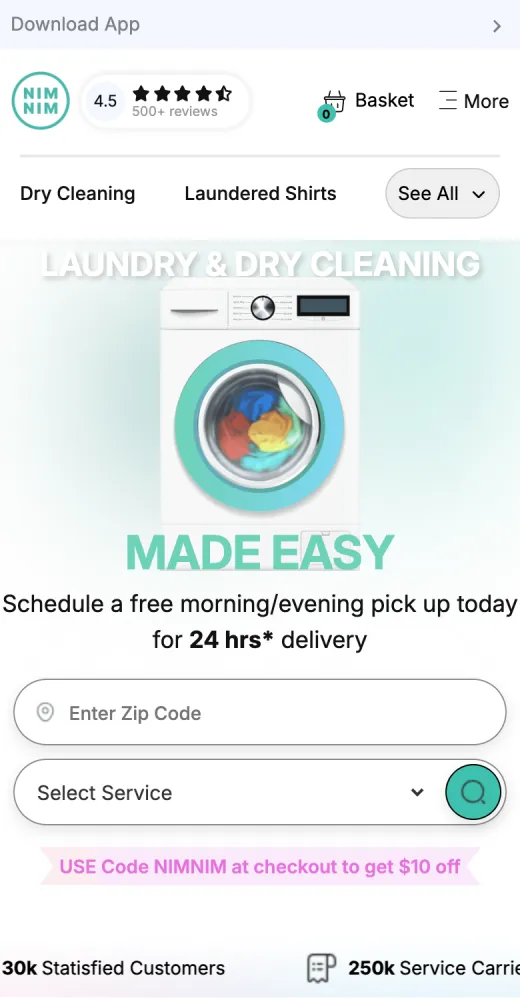 Download App
NIM
NIM
4.5
500+ reviews
0
Basket
More
Dry Cleaning
Laundered Shirts
See All
LAUNDRY & DRY CLEANING
MADE EASY
Schedule a free morning/evening pick up today
for 24 hrs* delivery
Enter Zip Code
Select Service
USE Code NIMNIM at checkout to get $10 off
30k Statisfied Customers
250k Service Carrie